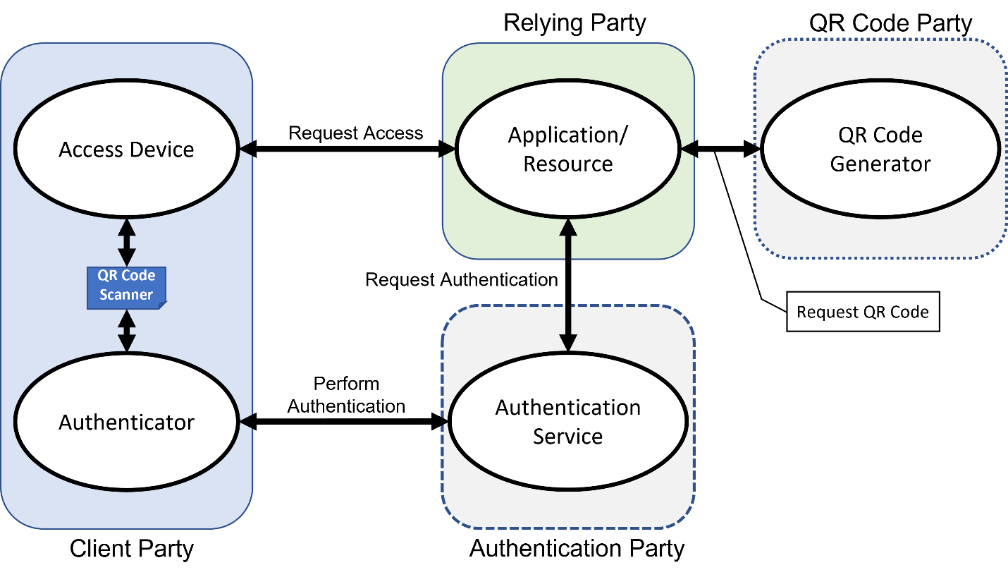 Relying Party
QR Code Party
Access Device
Request Access
Application/
Resource
QR Code
Generator
QR Code
Scanner
Request Authentication
Request QR Code
Perform
Authentication
Authenticator
Authentication
Service
Client Party
Authentication Party